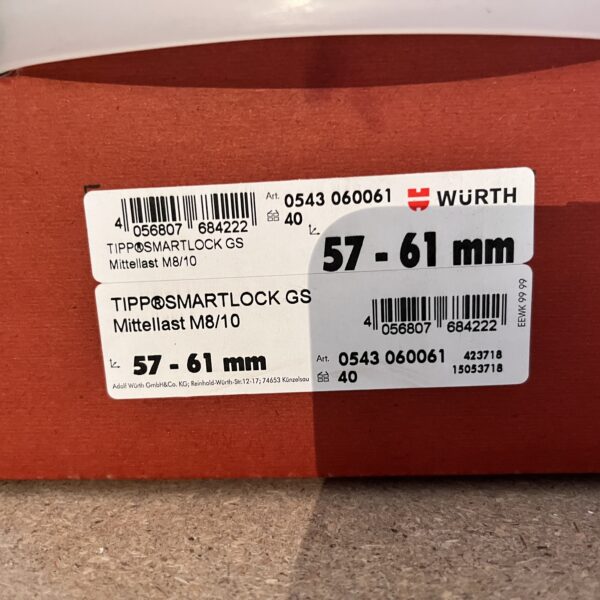 4 056807 684222
Art. 0543 060061
40
WÜRTH
TIPP®SMARTLOCK GS
Mittellast M8/10
57 - 61 mm
TIPP®SMARTLOCK GS
Mittellast M8/10
4 056807 684222
57 - 61 mm
Art. 0543 060061
40
423718
15053718
EEWK 99 99
Adolf Würth GmbH&Co. KG; Reinhold-Würth-Str.12-17; 74653 Künzelsau